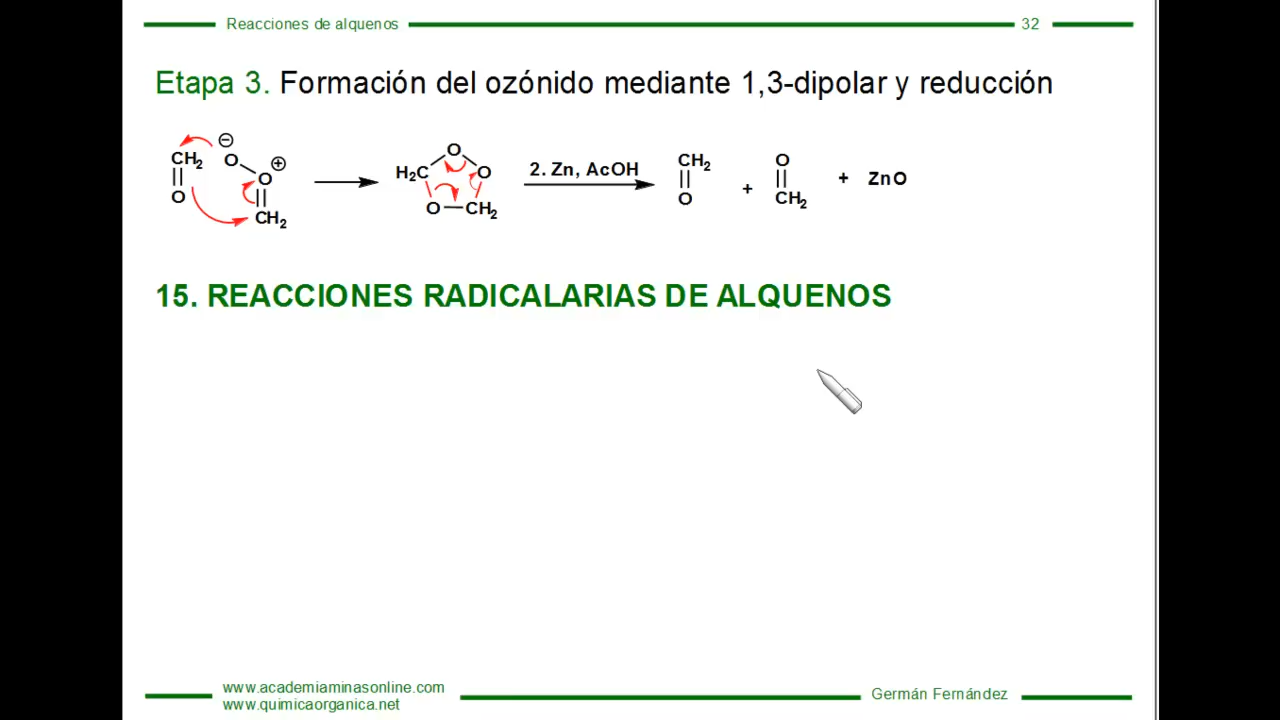 Reacciones de alquenos 32
Etapa 3. Formación del ozónido mediante 1,3-dipolar y reducción
CH2 O ⊖ O O ⊕ CH2
H2C O O O CH2
2. Zn, AcOH
CH2 O + O CH2 + ZnO
15. REACCIONES RADICALARIAS DE ALQUENOS
www.academiaminasonline.com
www.quimicaorganica.net
Germán Fernández